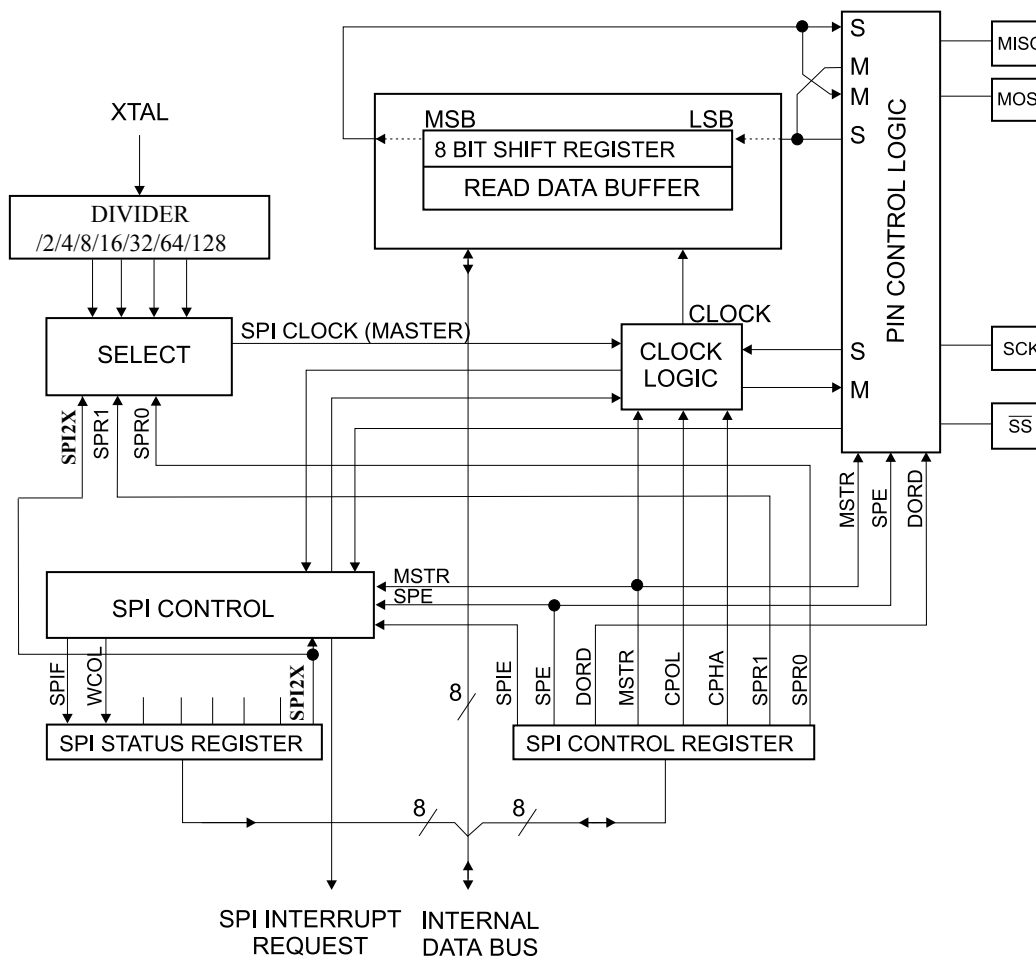 S
MISO
M
M
MOSI
XTAL
MSB
LSB
S
8 BIT SHIFT REGISTER
READ DATA BUFFER
PIN CONTROL LOGIC
DIVIDER
/2/4/8/16/32/64/128
SPI CLOCK (MASTER)
CLOCK
SELECT
CLOCK
LOGIC
S
M
SCK
SS
SPI2X
SPR1
SPR0
MSTR
SPE
DORD
SPI CONTROL
MSTR
SPE
SPIF
WCOL
SPI2X
8
SPIE
SPE
DORD
MSTR
CPOL
CPHA
SPR1
SPR0
SPI STATUS REGISTER
SPI CONTROL REGISTER
8
8
SPI INTERRUPT
REQUEST
INTERNAL
DATA BUS